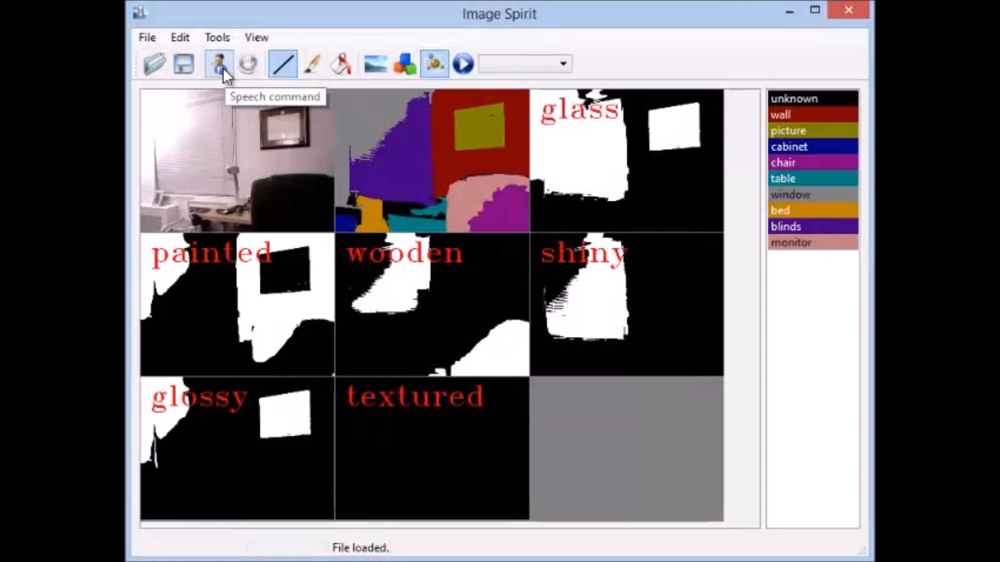 Image Spirit
File Edit Tools View
Speech command
glass
painted
wooden
shiny
glossy
textured
unknown
wall
picture
cabinet
chair
table
window
bed
blinds
monitor
File loaded.